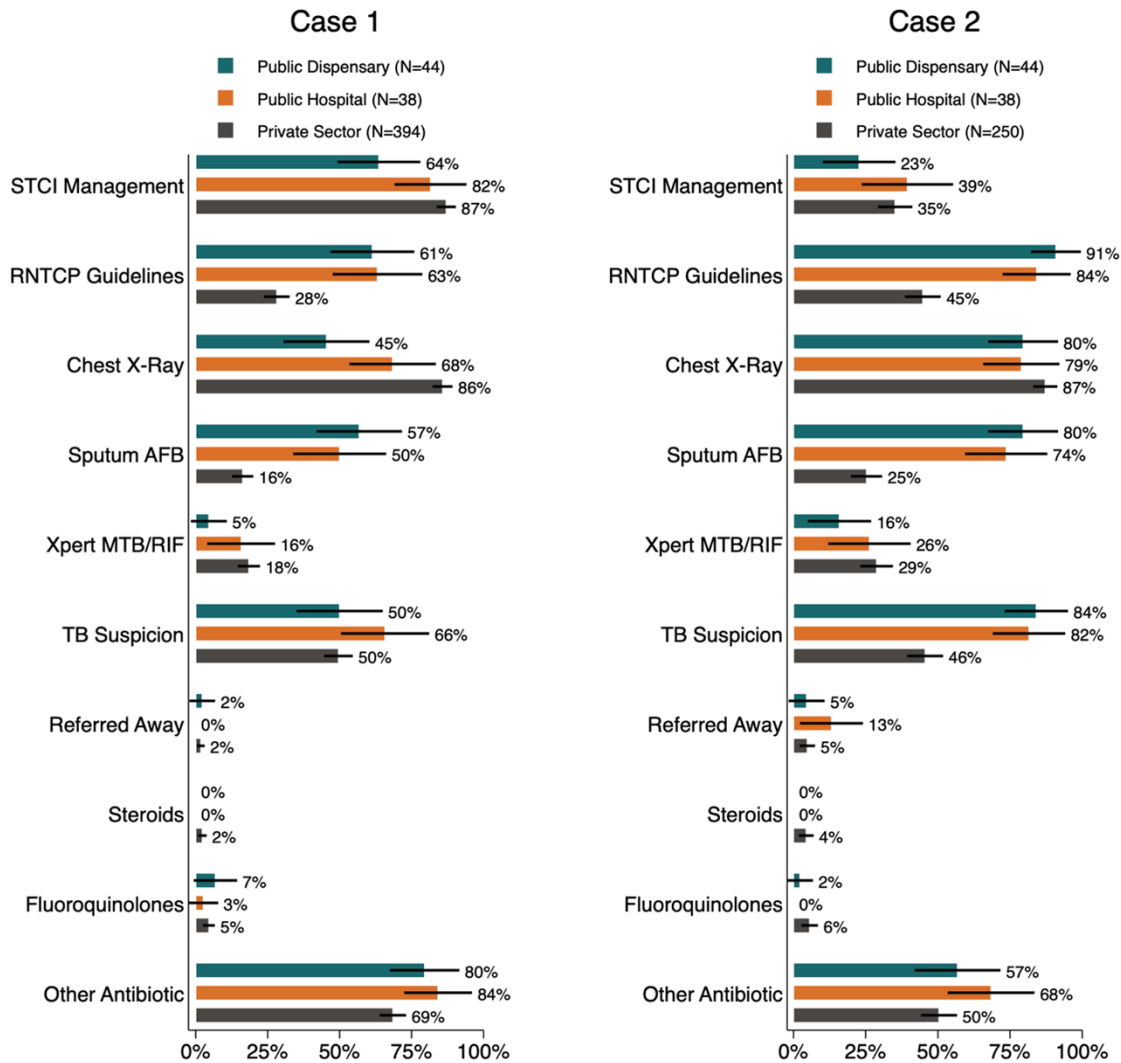 Case 1
Public Dispensary (N=44)
Public Hospital (N=38)
Private Sector (N=394)
STCI Management
64%
82%
87%
RNTCP Guidelines
61%
63%
28%
Chest X-Ray
45%
68%
86%
Sputum AFB
57%
50%
16%
Xpert MTB/RIF
5%
16%
18%
TB Suspicion
50%
66%
50%
Referred Away
2%
0%
2%
Steroids
0%
0%
2%
Fluoroquinolones
7%
3%
5%
Other Antibiotic
80%
84%
69%
0% 25% 50% 75% 100%
Case 2
Public Dispensary (N=44)
Public Hospital (N=38)
Private Sector (N=250)
STCI Management
23%
39%
35%
RNTCP Guidelines
91%
84%
45%
Chest X-Ray
80%
79%
87%
Sputum AFB
80%
74%
25%
Xpert MTB/RIF
16%
26%
29%
TB Suspicion
84%
82%
46%
Referred Away
5%
13%
5%
Steroids
0%
0%
4%
Fluoroquinolones
2%
0%
6%
Other Antibiotic
57%
68%
50%
0% 25% 50% 75% 100%